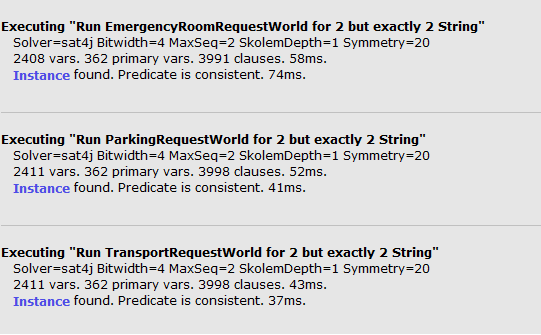 Executing "Run EmergencyRoomRequestWorld for 2 but exactly 2 String"
Solver=sat4j Bitwidth=4 MaxSeq=2 SkolemDepth=1 Symmetry=20
2408 vars. 362 primary vars. 3991 clauses. 58ms.
Instance found. Predicate is consistent. 74ms.
Executing "Run ParkingRequestWorld for 2 but exactly 2 String"
Solver=sat4j Bitwidth=4 MaxSeq=2 SkolemDepth=1 Symmetry=20
2411 vars. 362 primary vars. 3998 clauses. 52ms.
Instance found. Predicate is consistent. 41ms.
Executing "Run TransportRequestWorld for 2 but exactly 2 String"
Solver=sat4j Bitwidth=4 MaxSeq=2 SkolemDepth=1 Symmetry=20
2411 vars. 362 primary vars. 3998 clauses. 43ms.
Instance found. Predicate is consistent. 37ms.